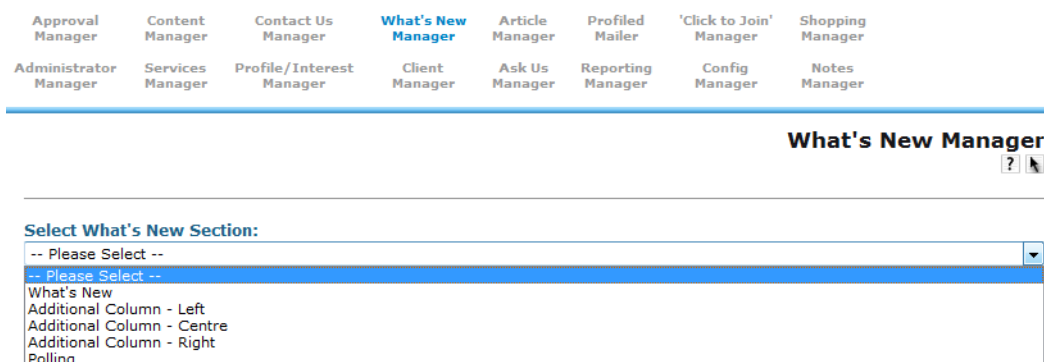 Approval Content Contact Us What's New Article Profiled 'Click to Join' Shopping
Manager Manager Manager Manager Manager Mailer Manager Manager
Administrator Services Profile/Interest Client Ask Us Reporting Config Notes
Manager Manager Manager Manager Manager Manager Manager Manager
What's New Manager
?
Select What's New Section:
-- Please Select --
-- Please Select --
What's New
Additional Column - Left
Additional Column - Centre
Additional Column - Right
Polling